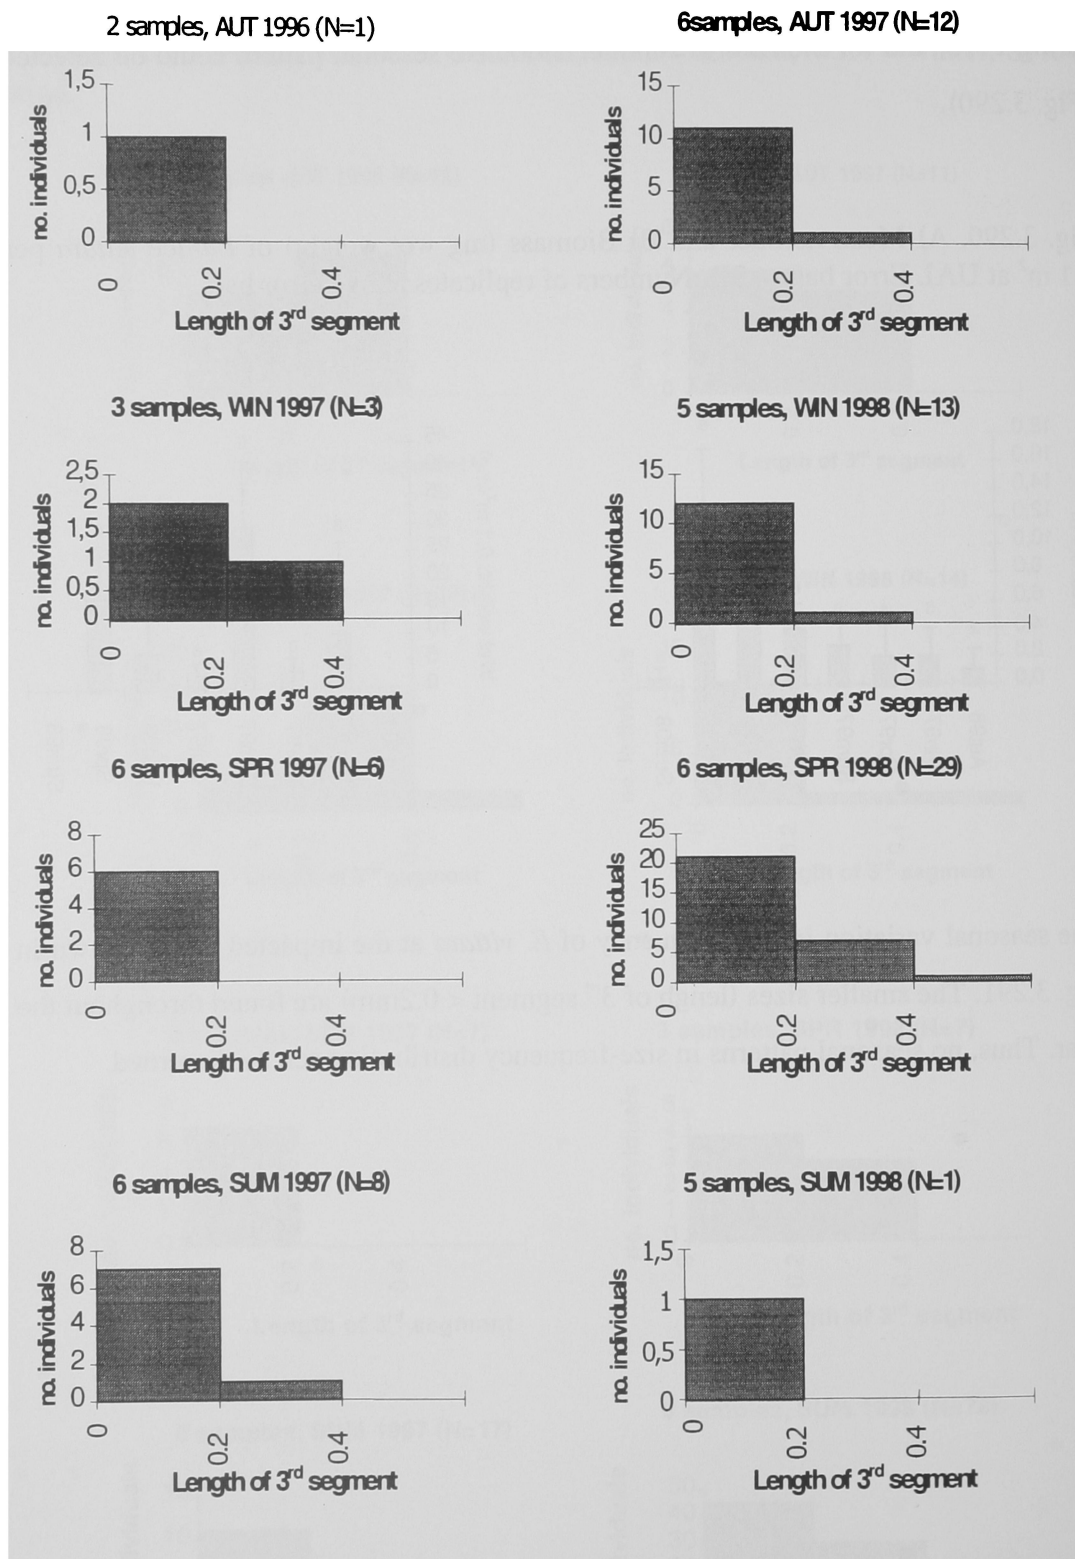 2 samples, AUT 1996 (N=1)
1,5
1
0,5
0
no. individuals
0
0.2
0.4
Length of 3rd segment
6samples, AUT 1997 (N=12)
15
10
5
0
no. individuals
0
0.2
0.4
Length of 3rd segment
3 samples, WIN 1997 (N=3)
2,5
2
1,5
1
0,5
0
no. individuals
0
0.2
0.4
Length of 3rd segment
5 samples, WIN 1998 (N=13)
15
10
5
0
no. individuals
0
0.2
0.4
Length of 3rd segment
6 samples, SPR 1997 (N=6)
8
6
4
2
0
no. individuals
0
0.2
0.4
Length of 3rd segment
6 samples, SPR 1998 (N=29)
25
20
15
10
5
0
no. individuals
0
0.2
0.4
Length of 3rd segment
6 samples, SUM 1997 (N=8)
8
6
4
2
0
no. individuals
0
0.2
0.4
Length of 3rd segment
5 samples, SUM 1998 (N=1)
1,5
1
0,5
0
no. individuals
0
0.2
0.4
Length of 3rd segment